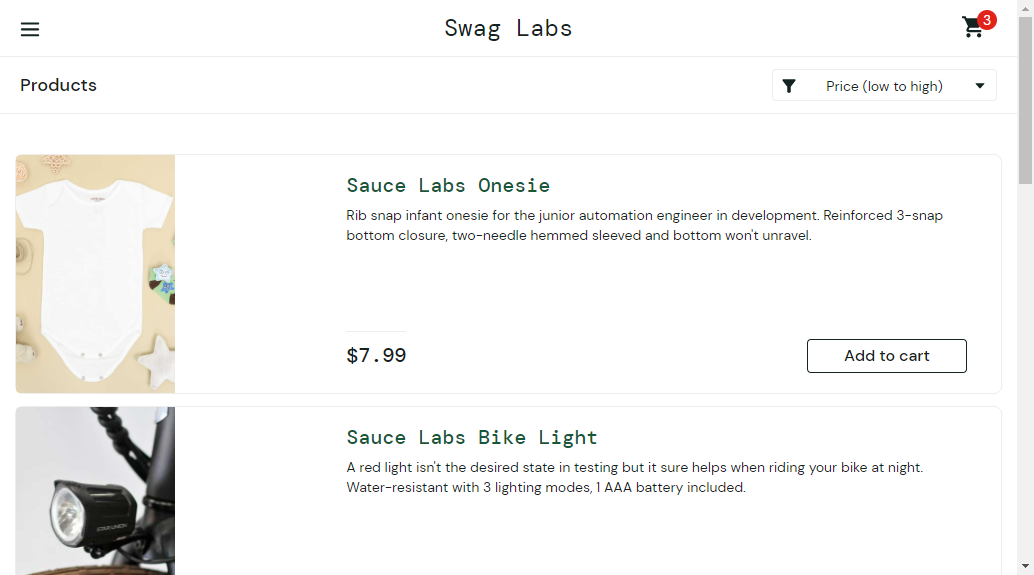 Swag Labs
3
Products
Price (low to high)
Sauce Labs Onesie
Rib snap infant onesie for the junior automation engineer in development. Reinforced 3-snap
bottom closure, two-needle hemmed sleeved and bottom won't unravel.
$7.99
Add to cart
Sauce Labs Bike Light
A red light isn't the desired state in testing but it sure helps when riding your bike at night.
Water-resistant with 3 lighting modes, 1 AAA battery included.